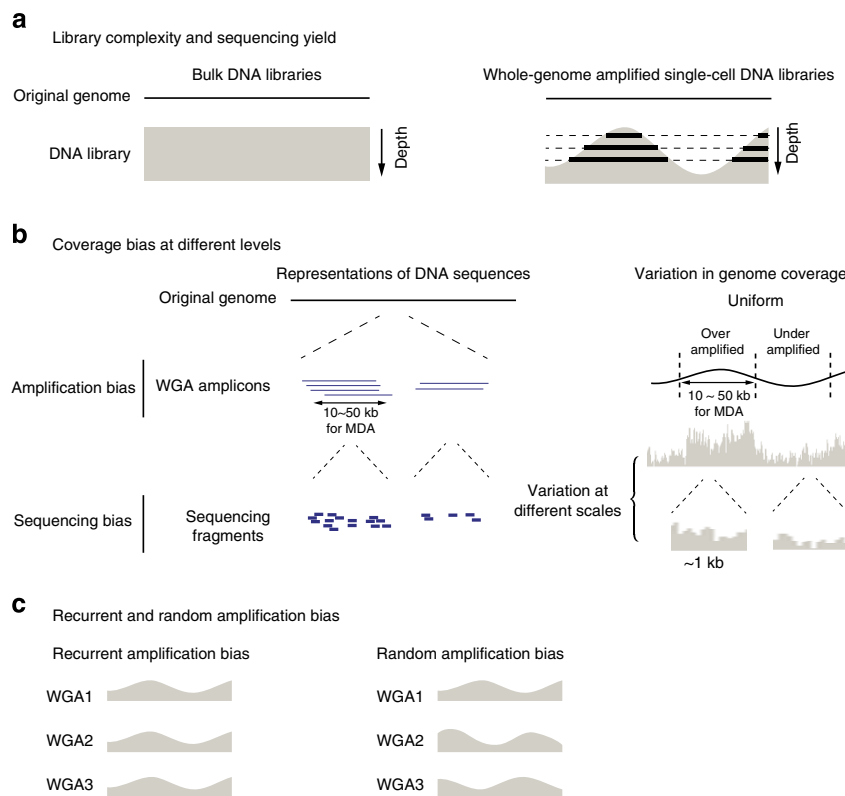 a
Library complexity and sequencing yield
Bulk DNA libraries
Whole-genome amplified single-cell DNA libraries
Original genome
DNA library
Depth
Depth
b
Coverage bias at different levels
Representations of DNA sequences
Variation in genome coverage
Original genome
Uniform
Over
amplified
Under
amplified
Amplification bias
WGA amplicons
10~50 kb
for MDA
10 ~ 50 kb
for MDA
Variation at
different scales
Sequencing bias
Sequencing
fragments
~1 kb
c
Recurrent and random amplification bias
Recurrent amplification bias
Random amplification bias
WGA1
WGA1
WGA2
WGA2
WGA3
WGA3